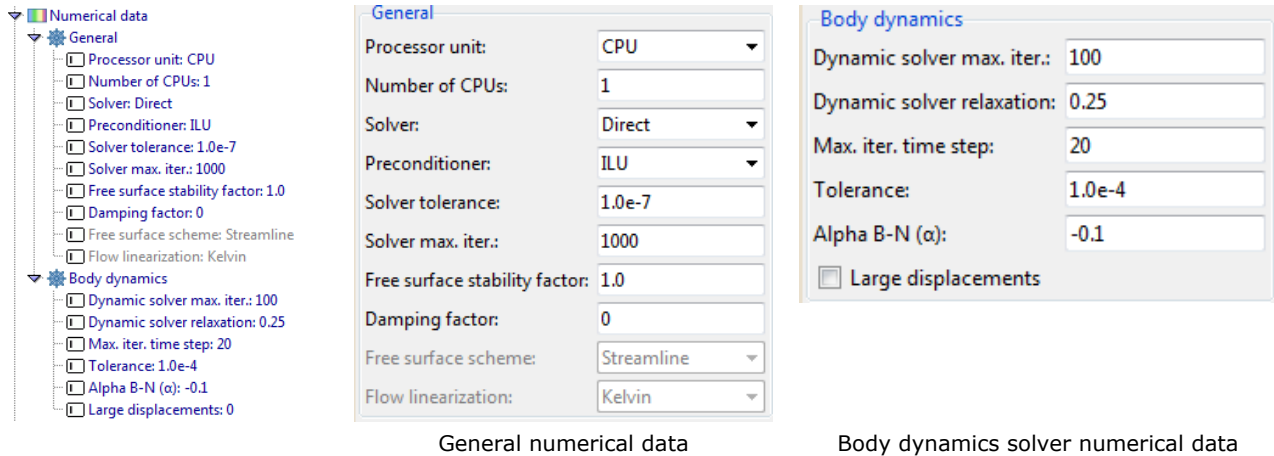 Numerical data
General
Processor unit: CPU
Number of CPUs: 1
Solver: Direct
Preconditioner: ILU
Solver tolerance: 1.0e-7
Solver max. iter.: 1000
Free surface stability factor: 1.0
Damping factor: 0
Free surface scheme: Streamline
Flow linearization: Kelvin
Body dynamics
Dynamic solver max. iter.: 100
Dynamic solver relaxation: 0.25
Max. iter. time step: 20
Tolerance: 1.0e-4
Alpha B-N (α): -0.1
Large displacements: 0
General
Processor unit: CPU
Number of CPUs: 1
Solver: Direct
Preconditioner: ILU
Solver tolerance: 1.0e-7
Solver max. iter.: 1000
Free surface stability factor: 1.0
Damping factor: 0
Free surface scheme: Streamline
Flow linearization: Kelvin
General numerical data
Body dynamics
Dynamic solver max. iter.: 100
Dynamic solver relaxation: 0.25
Max. iter. time step: 20
Tolerance: 1.0e-4
Alpha B-N (α): -0.1
Large displacements
Body dynamics solver numerical data